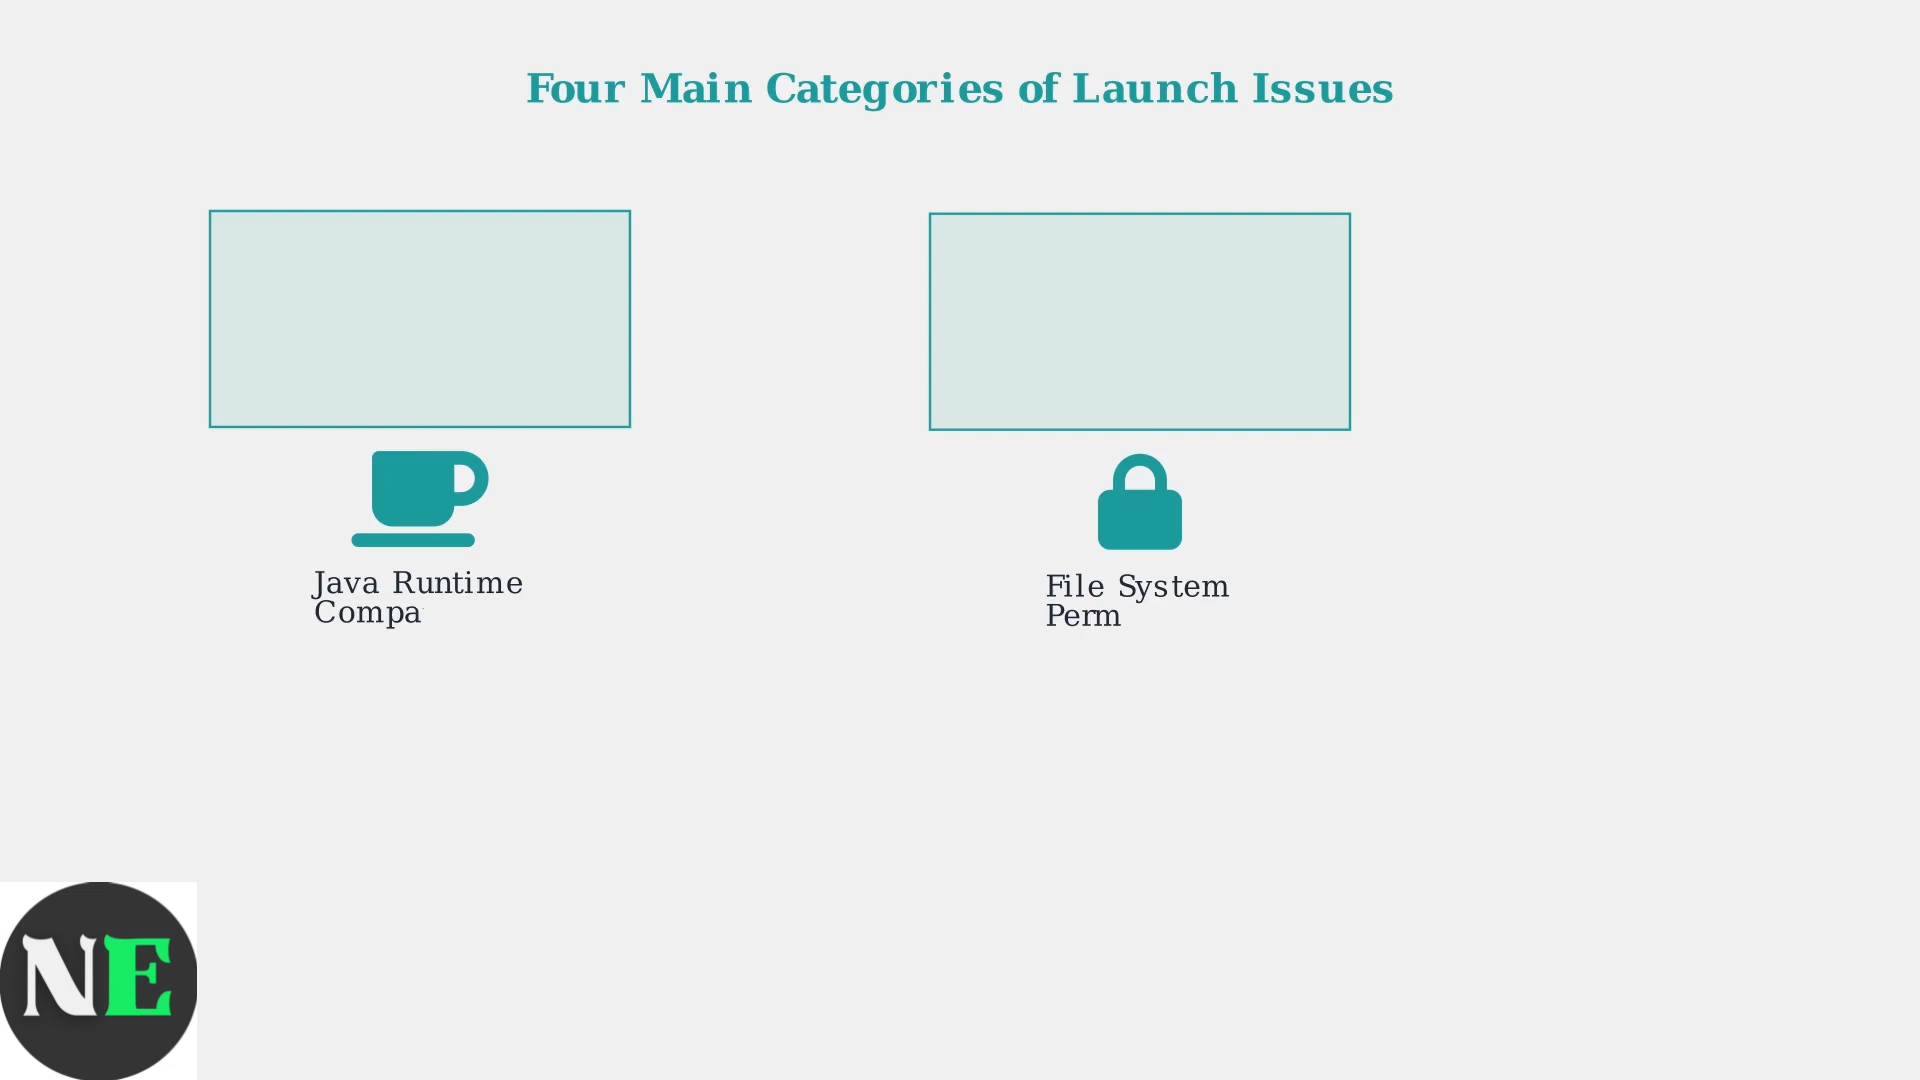 Four Main Categories of Launch Issues
Java Runtime
Compa
File System
Perm
NE